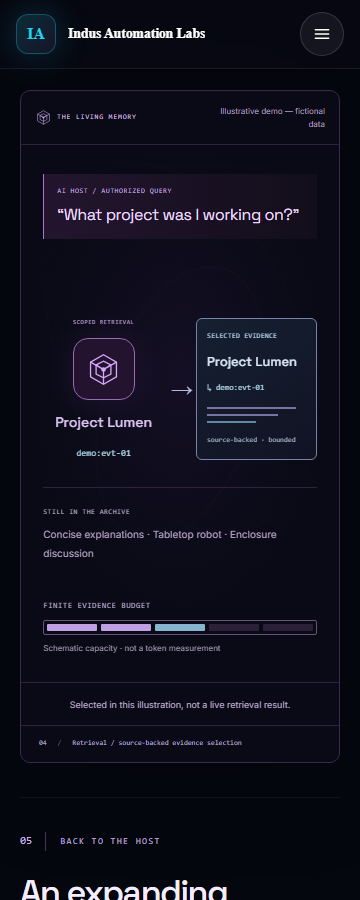 IA
Indus Automation Labs
THE LIVING MEMORY
Illustrative demo — fictional
data
AI HOST / AUTHORIZED QUERY
“What project was I working on?”
SCOPED RETRIEVAL
Project Lumen
demo:evt-01
→
SELECTED EVIDENCE
Project Lumen
↳ demo:evt-01
source-backed · bounded
STILL IN THE ARCHIVE
Concise explanations · Tabletop robot · Enclosure
discussion
FINITE EVIDENCE BUDGET
Schematic capacity · not a token measurement
Selected in this illustration, not a live retrieval result.
04 / Retrieval / source-backed evidence selection
05 BACK TO THE HOST
An expanding